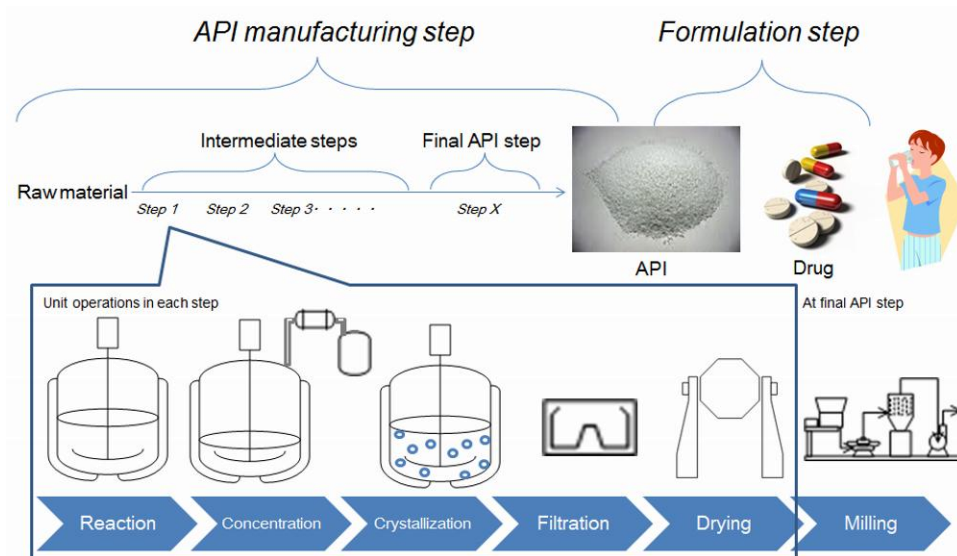 API manufacturing step
Formulation step
Intermediate steps
Final API step
Raw material
Step 1
Step 2
Step 3・・・・・
Step X
API
Drug
Unit operations in each step
At final API step
Reaction
Concentration
Crystallization
Filtration
Drying
Milling